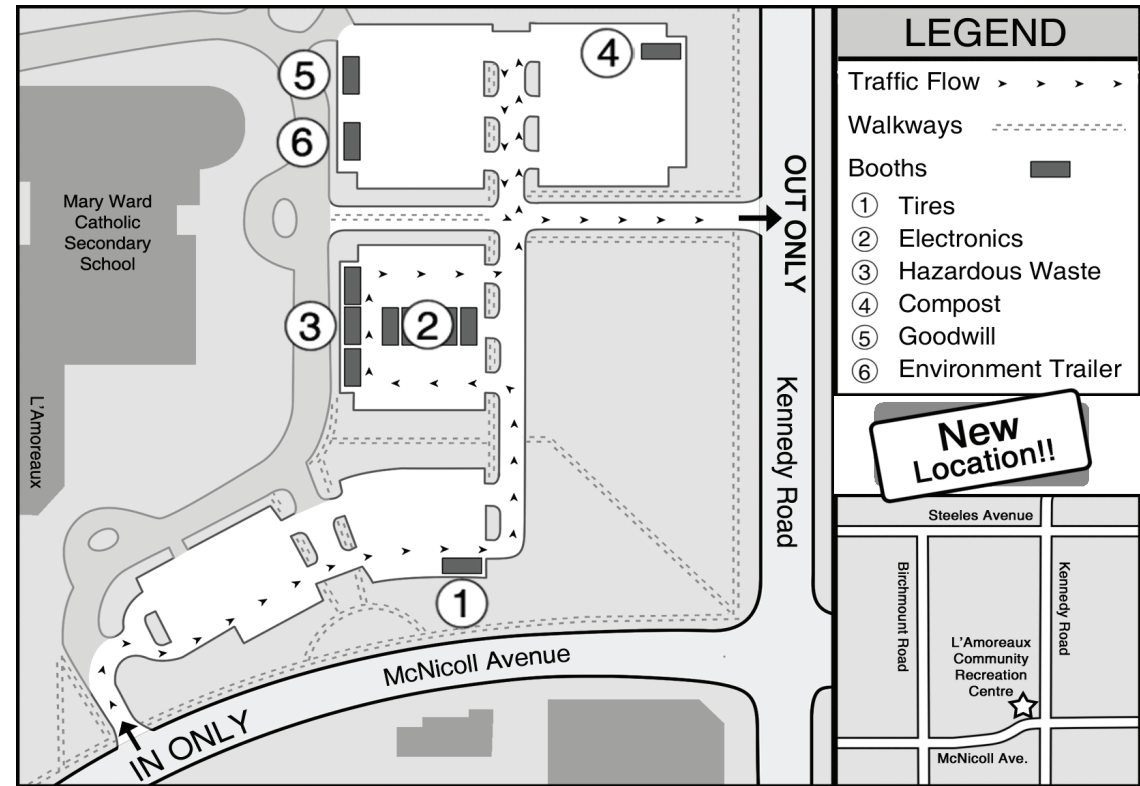 5
4
6
Mary Ward
Catholic
Secondary
School
3
2
L'Amoreaux
1
McNicoll Avenue
IN ONLY
OUT ONLY
Kennedy Road
LEGEND
Traffic Flow
Walkways
Booths
1 Tires
2 Electronics
3 Hazardous Waste
4 Compost
5 Goodwill
6 Environment Trailer
New
Location!!
Steeles Avenue
Birchmount Road
Kennedy Road
L'Amoreaux
Community
Recreation
Centre
McNicoll Ave.